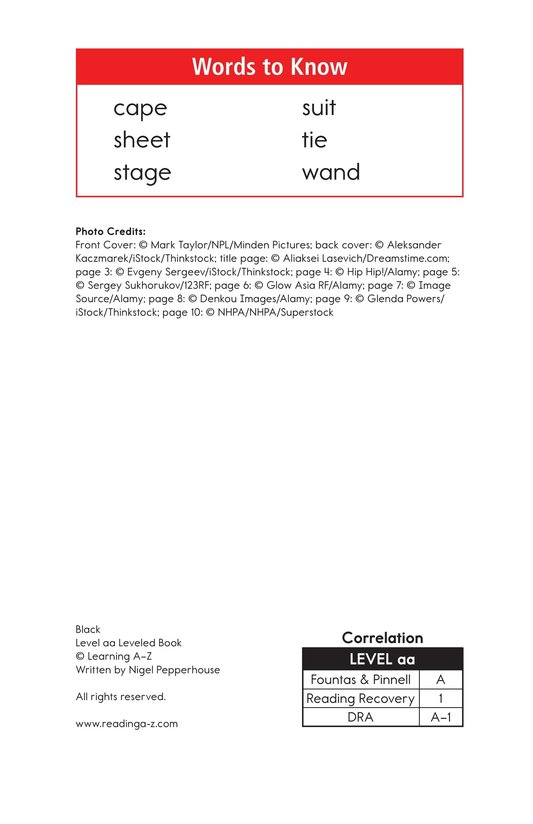 Words to Know
cape suit
sheet tie
stage wand
Photo Credits:
Front Cover: © Mark Taylor/NPL/Minden Pictures; back cover: © Aleksander
Kaczmarek/iStock/Thinkstock; title page: © Aliaksei Lasevich/Dreamstime.com;
page 3: © Evgeny Sergeev/iStock/Thinkstock; page 4: © Hip Hip!/Alamy; page 5:
© Sergey Sukhorukov/123RF; page 6: © Glow Asia RF/Alamy; page 7: © Image
Source/Alamy; page 8: © Denkou Images/Alamy; page 9: © Glenda Powers/
iStock/Thinkstock; page 10: © NHPA/NHPA/Superstock
Black
Level aa Leveled Book
© Learning A–Z
Written by Nigel Pepperhouse
All rights reserved.
www.readinga-z.com
Correlation
LEVEL aa
Fountas & Pinnell A
Reading Recovery 1
DRA A–1